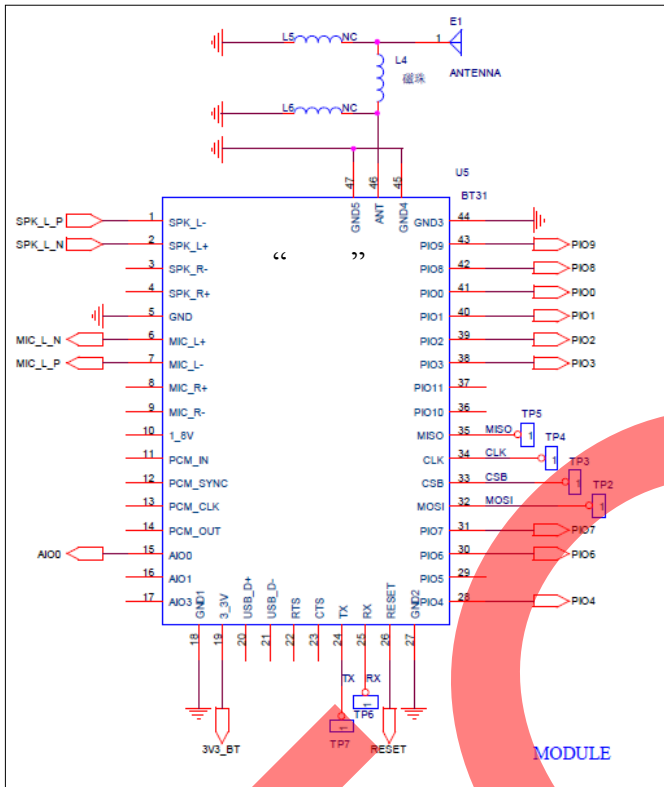 E1
L5 NC 1
L4
磁珠 ANTENNA
L6 NC
U5
47 46 45 BT31
GND5 ANT GND4
SPK_L_P 1 SPK_L- GND3 44
SPK_L_N 2 SPK_L+ PIO9 43 PIO9
“ ”
3 SPK_R- PIO8 42 PIO8
4 SPK_R+ PIO0 41 PIO0
5 GND PIO1 40 PIO1
MIC_L_N 6 MIC_L+ PIO2 39 PIO2
MIC_L_P 7 MIC_L- PIO3 38 PIO3
8 MIC_R+ PIO11 37
9 MIC_R- PIO10 36
10 1_8V MISO 35 MISO 1 TP5
11 PCM_IN CLK 34 CLK 1 TP4
12 PCM_SYNC CSB 33 CSB 1 TP3
13 PCM_CLK MOSI 32 MOSI 1 TP2
14 PCM_OUT PIO7 31 PIO7
AIO0 15 AIO0 PIO6 30 PIO6
16 AIO1 PIO5 29
17 AIO3 PIO4 28 PIO4
GND1 3_3V USB_D+ USB_D- RTS CTS TX RX RESET GND2
18 19 20 21 22 23 24 25 26 27
TX RX
1 TP6
1
TP7
3V3_BT RESET
MODULE